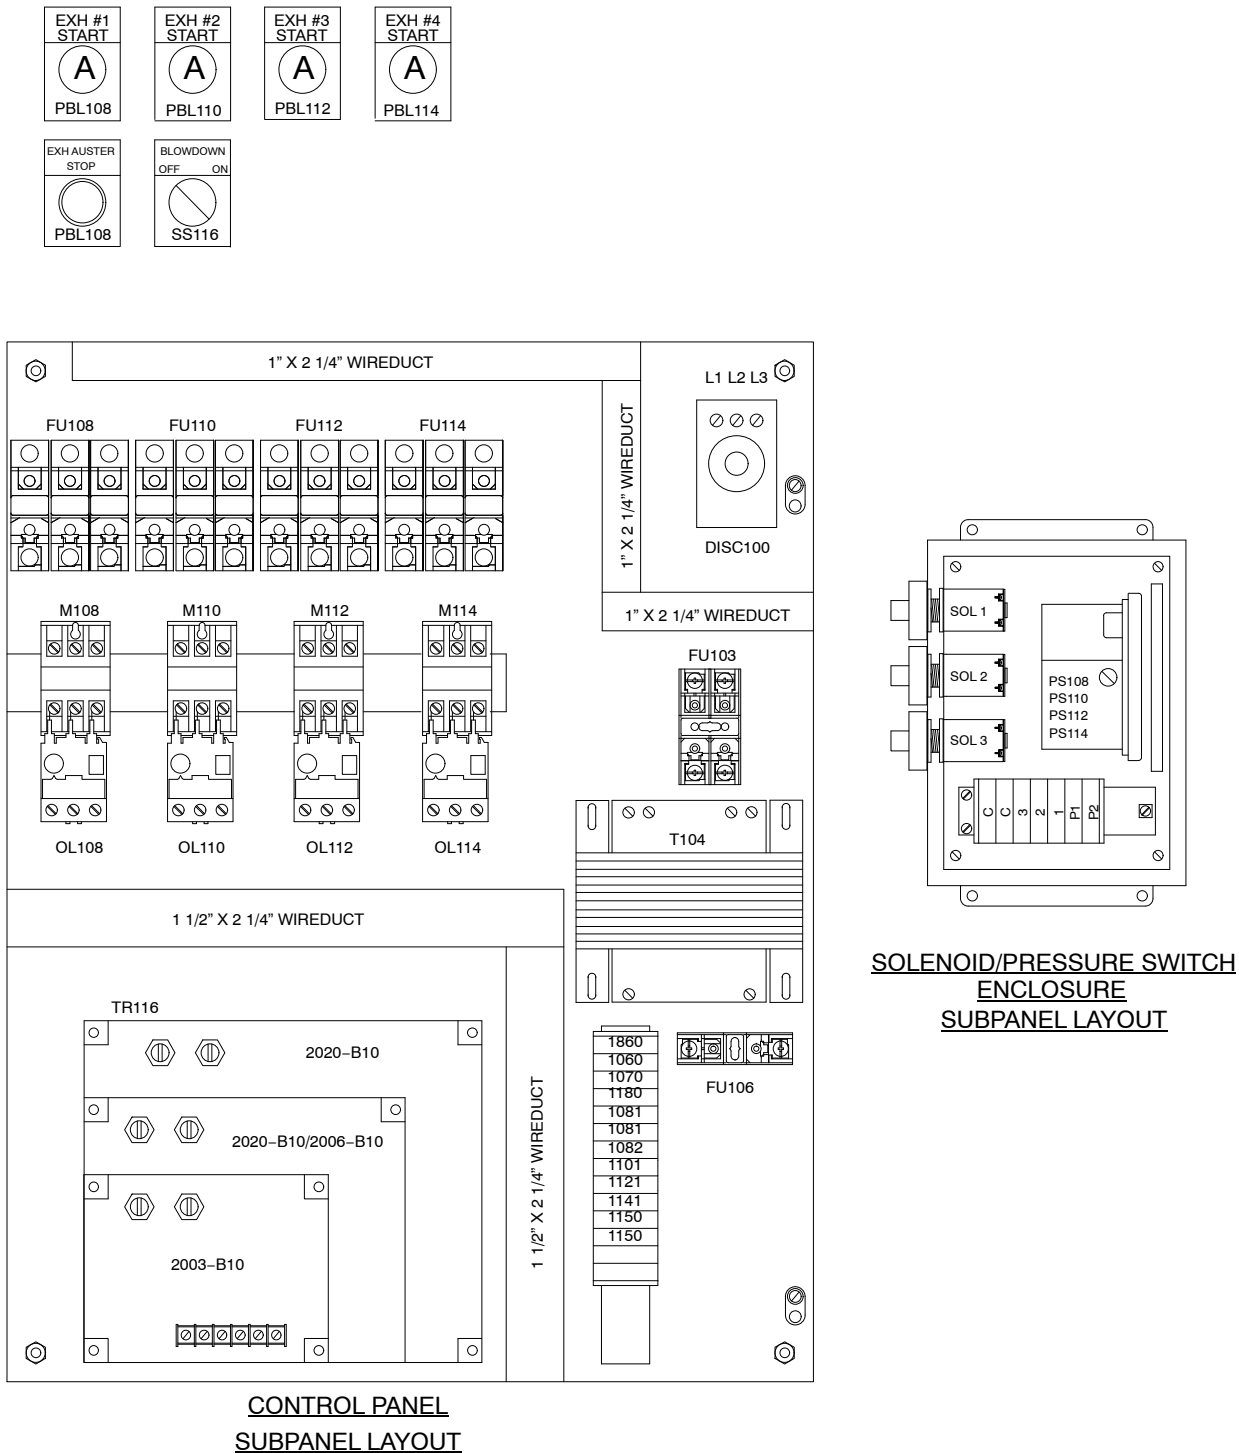 EXH #1
START
A
PBL108
EXH #2
START
A
PBL110
EXH #3
START
A
PBL112
EXH #4
START
A
PBL114
EXH AUSTER
STOP
PBL108
BLOWDOWN
OFF ON
SS116
1” X 2 1/4” WIREDUCT
L1 L2 L3
FU108 FU110 FU112 FU114
1” X 2 1/4” WIREDUCT
DISC100
1” X 2 1/4” WIREDUCT
M108 M110 M112 M114
FU103
OL108 OL110 OL112 OL114
T104
1 1/2” X 2 1/4” WIREDUCT
TR116
2020–B10
2020–B10/2006–B10
2003–B10
1 1/2” X 2 1/4” WIREDUCT
1860
1060
1070
1180
1081
1081
1082
1101
1121
1141
1150
1150
FU106
CONTROL PANEL
SUBPANEL LAYOUT
SOL 1
SOL 2
SOL 3
PS108
PS110
PS112
PS114
C C 3 2 1 P1 P2
SOLENOID/PRESSURE SWITCH
ENCLOSURE
SUBPANEL LAYOUT